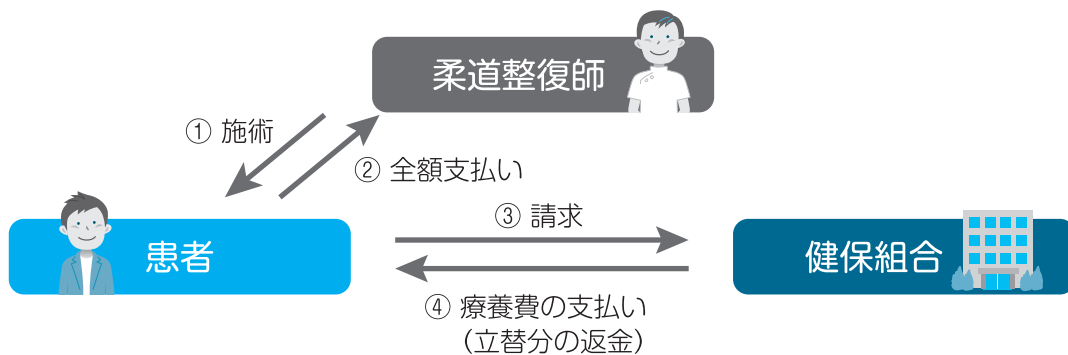 柔道整復師
① 施術
② 全額支払い
③ 請求
患者
健保組合
④ 療養費の支払い
（立替分の返金）